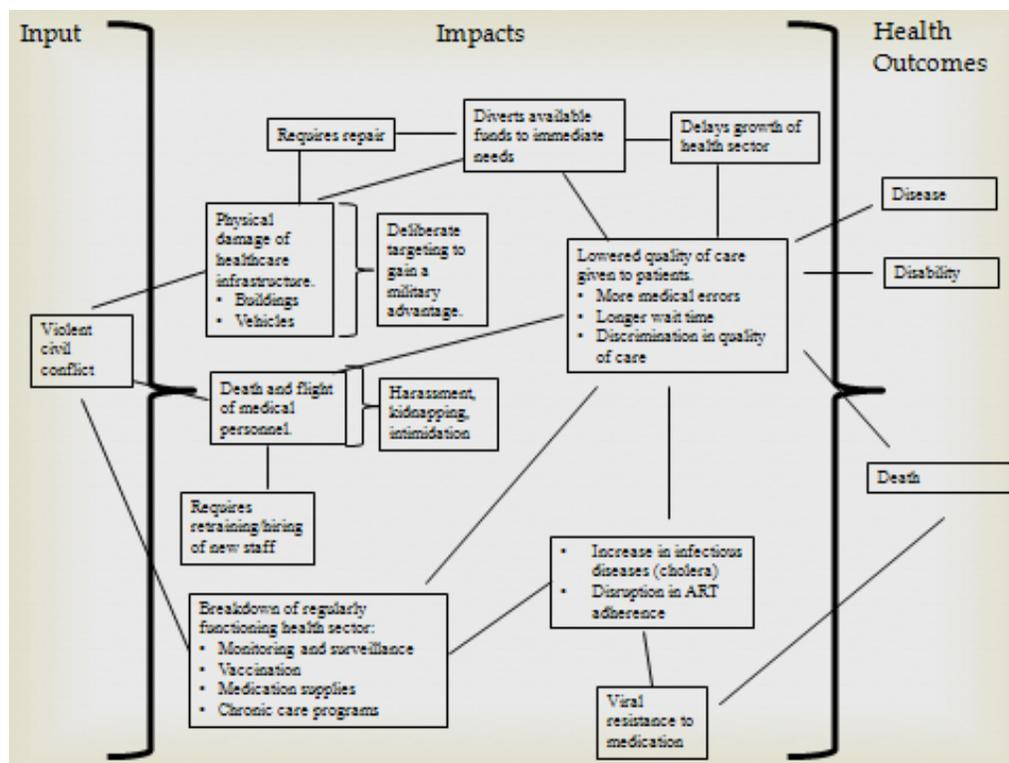 Input
Impacts
Health
Outcomes
Requires repair
Diverts available
funds to immediate
needs
Delays growth of
health sector
Physical
damage of
healthcare
infrastructure.
• Buildings
• Vehicles
Deliberate
targeting to
gain a
military
advantage.
Lowered quality of care
given to patients.
• More medical errors
• Longer wait time
• Discrimination in quality
of care
Disease
Disability
Violent
civil
conflict
Death and flight
of medical
personnel.
Harassment,
kidnapping,
intimidation
Death
Requires
retraining/hiring
of new staff
• Increase in infectious
diseases (cholera)
• Disruption in ART
adherence
Breakdown of regularly
functioning health sector:
• Monitoring and surveillance
• Vaccination
• Medication supplies
• Chronic care programs
Viral
resistance to
medication